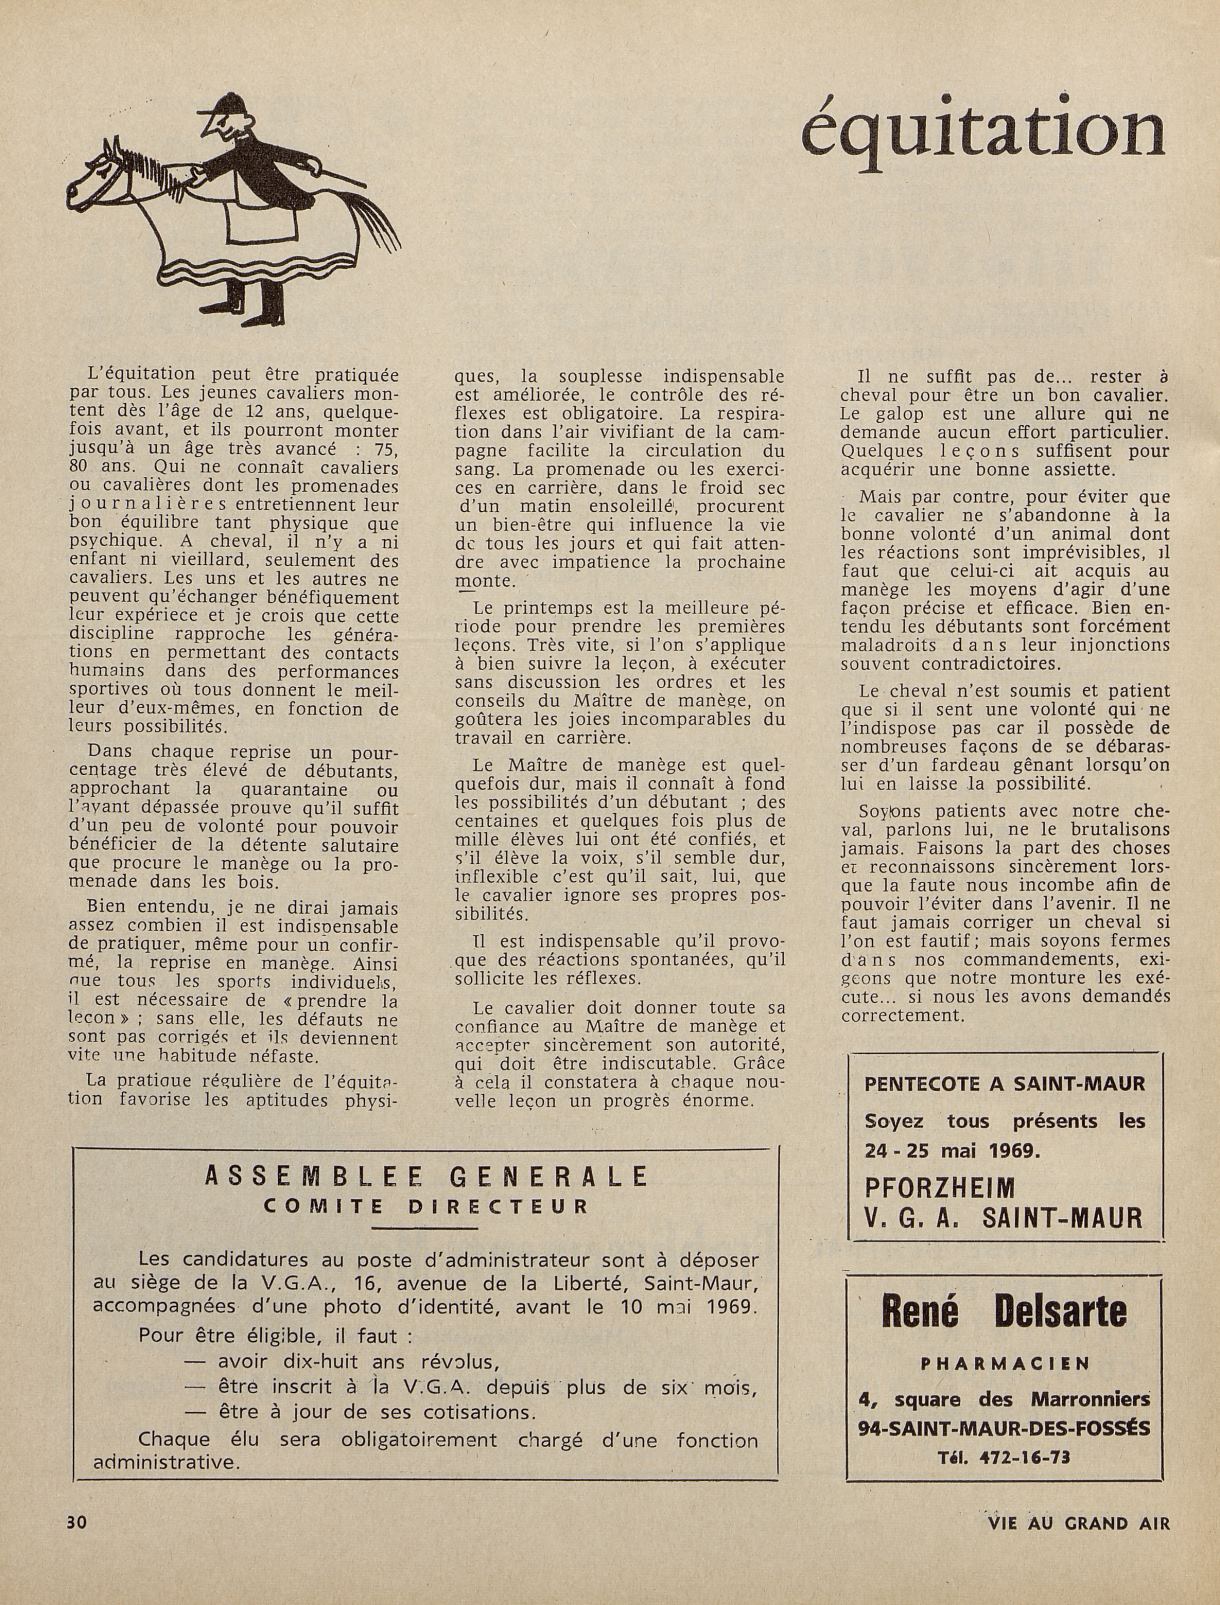 équitation
L'équitation peut être pratiquée
par tous. Les jeunes cavaliers mon-
tent dès l'âge de 12 ans, quelque-
fois avant, et ils pourront monter
jusqu'à un âge très avancé : 75,
80 ans. Qui ne connaît cavaliers
ou cavalières dont les promenades
journalières entretiennent leur
bon équilibre tant physique que
psychique. A cheval, il n'y a ni
enfant ni vieillard, seulement des
cavaliers. Les uns et les autres ne
peuvent qu'échanger bénéfiquement
leur expériece et je crois que cette
discipline rapproche les généra-
tions en permettant des contacts
humains dans des performances
sportives où tous donnent le meil-
leur d'eux-mêmes, en fonction de
leurs possibilités.
Dans chaque reprise un pour-
centage très élevé de débutants,
approchant la quarantaine ou
l'ayant dépassée prouve qu'il suffit
d'un peu de volonté pour pouvoir
bénéficier de la détente salutaire
que procure le manège ou la pro-
menade dans les bois.
Bien entendu, je ne dirai jamais
assez combien il est indispensable
de pratiquer, même pour un confir-
mé, la reprise en manège. Ainsi
que tous les sports individuels,
il est nécessaire de « prendre la
leçon » ; sans elle, les défauts ne
sont pas corrigés et ils deviennent
vite une habitude néfaste.
La pratique régulière de l'équita-
tion favorise les aptitudes physi-
ques, la souplesse indispensable
est améliorée, le contrôle des ré-
flexes est obligatoire. La respira-
tion dans l'air vivifiant de la cam-
pagne facilite la circulation du
sang. La promenade ou les exerci-
ces en carrière, dans le froid sec
d'un matin ensoleillé, procurent
un bien-être qui influence la vie
de tous les jours et qui fait atten-
dre avec impatience la prochaine
monte.
Le printemps est la meilleure pé-
riode pour prendre les premières
leçons. Très vite, si l'on s'applique
à bien suivre la leçon, à exécuter
sans discussion les ordres et les
conseils du Maître de manège, on
goûtera les joies incomparables du
travail en carrière.
Le Maître de manège est quel-
quefois dur, mais il connaît à fond
les possibilités d'un débutant ; des
centaines et quelques fois plus de
mille élèves lui ont été confiés, et
s'il élève la voix, s'il semble dur,
inflexible c'est qu'il sait, lui, que
le cavalier ignore ses propres pos-
sibilités.
Il est indispensable qu'il provo-
que des réactions spontanées, qu'il
sollicite les réflexes.
Le cavalier doit donner toute sa
confiance au Maître de manège et
accepter sincèrement son autorité,
qui doit être indiscutable. Grâce
à cela il constatera à chaque nou-
velle leçon un progrès énorme.
Il ne suffit pas de... rester à
cheval pour être un bon cavalier.
Le galop est une allure qui ne
demande aucun effort particulier.
Quelques leçons suffisent pour
acquérir une bonne assiette.
Mais par contre, pour éviter que
le cavalier ne s'abandonne à la
bonne volonté d'un animal dont
les réactions sont imprévisibles, il
faut que celui-ci ait acquis au
manège les moyens d'agir d'une
façon précise et efficace. Bien en-
tendu les débutants sont forcément
maladroits dans leur injonctions
souvent contradictoires.
Le cheval n'est soumis et patient
que si il sent une volonté qui ne
l'indispose pas car il possède de
nombreuses façons de se débaras-
ser d'un fardeau gênant lorsqu'on
lui en laisse la possibilité.
Soyons patients avec notre che-
val, parlons lui, ne le brutalisons
jamais. Faisons la part des choses
et reconnaissons sincèrement lors-
que la faute nous incombe afin de
pouvoir l'éviter dans l'avenir. Il ne
faut jamais corriger un cheval si
l'on est fautif ; mais soyons fermes
dans nos commandements, exi-
geons que notre monture les exé-
cute... si nous les avons demandés
correctement.
PENTECOTE A SAINT-MAUR
Soyez tous présents les
24 - 25 mai 1969.
PFORZHEIM
V. G. A. SAINT-MAUR
ASSEMBLEE GENERALE
COMITE DIRECTEUR
Les candidatures au poste d'administrateur sont à déposer
au siège de la V.G.A., 16, avenue de la Liberté, Saint-Maur,
accompagnées d'une photo d'identité, avant le 10 mai 1969.
Pour être éligible, il faut :
— avoir dix-huit ans révolus,
— être inscrit à la V.G.A. depuis plus de six mois,
— être à jour de ses cotisations.
Chaque élu sera obligatoirement chargé d'une fonction
administrative.
René Delsarte
PHARMACIEN
4, square des Marronniers
94-SAINT-MAUR-DES-FOSSÉS
Tél. 472-16-73
30
VIE AU GRAND AIR